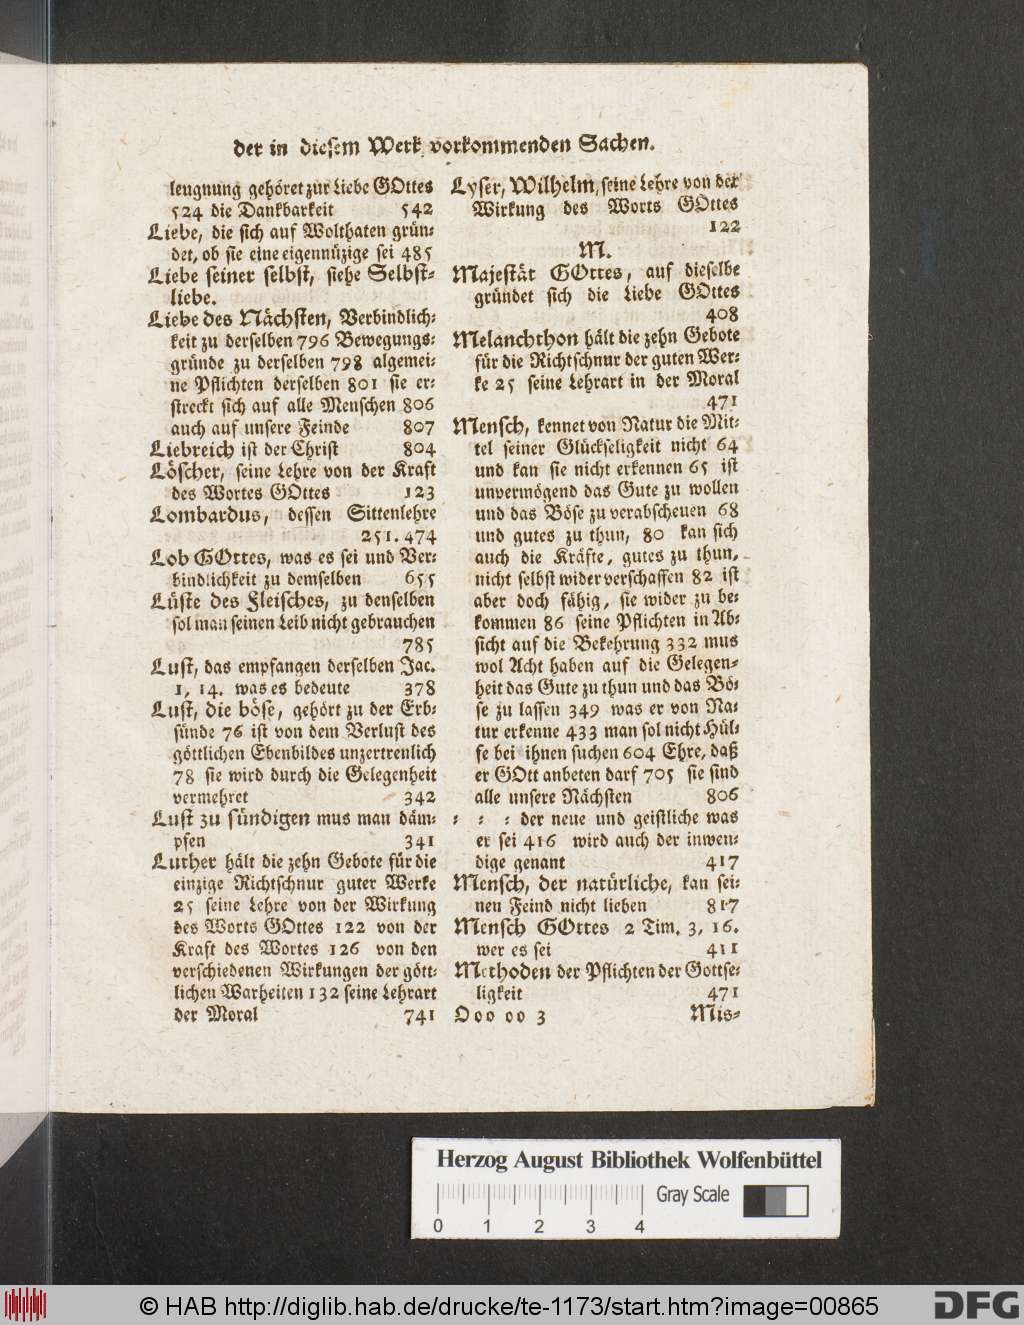 der in diesem Werk vorkommenden Sachen.
leugnung gehöret zur Liebe GOttes
524 die Dankbarkeit 542
Liebe, die sich auf Wolthaten grün-
det, ob sie eine eigennüzige sei 485
Liebe seiner selbst, siehe Selbst-
liebe.
Liebe des Nächsten, Verbindlich-
keit zu derselben 796 Bewegungs-
gründe zu derselben 798 algemei-
ne Pflichten derselben 801 sie er-
streckt sich auf alle Menschen 806
auch auf unsere Feinde 807
Liebreich ist der Christ 804
Löscher, seine Lehre von der Kraft
des Wortes GOttes 123
Lombardus, dessen Sittenlehre
251. 474
Lob GOttes, was es sei und Ver-
bindlichkeit zu demselben 655
Lüste des Fleisches, zu denselben
sol man seinen Leib nicht gebrauchen
785
Lust, das empfangen derselben Jac.
1, 14. was es bedeute 378
Lust, die böse, gehört zu der Erb-
sünde 76 ist von dem Verlust des
göttlichen Ebenbildes unzertrenlich
78 sie wird durch die Gelegenheit
vermehret 342
Lust zu sündigen mus man däm-
pfen 341
Luther hält die zehn Gebote für die
einzige Richtschnur guter Werke
25 seine Lehre von der Wirkung
des Worts GOttes 122 von der
Kraft des Wortes 126 von den
verschiedenen Wirkungen der gött-
lichen Warheiten 132 seine Lehrart
der Moral 741
Lyser, Wilhelm, seine Lehre von der
Wirkung des Worts GOttes
122
M.
Majestät GOttes, auf dieselbe
gründet sich die Liebe GOttes
408
Melanchthon hält die zehn Gebote
für die Richtschnur der guten Wer-
ke 25 seine Lehrart in der Moral
471
Mensch, kennet von Natur die Mit-
tel seiner Glückseligkeit nicht 64
und kan sie nicht erkennen 65 ist
unvermögend das Gute zu wollen
und das Böse zu verabscheuen 68
und gutes zu thun, 80 kan sich
auch die Kräfte, gutes zu thun,
nicht selbst wider verschaffen 82 ist
aber doch fähig, sie wider zu be-
kommen 86 seine Pflichten in Ab-
sicht auf die Bekehrung 332 mus
wol Acht haben auf die Gelegen-
heit das Gute zu thun und das Bö-
se zu lassen 349 was er von Na-
tur erkenne 433 man sol nicht Hül-
fe bei ihnen suchen 604 Ehre, daß
er GOtt anbeten darf 705 sie sind
alle unsere Nächsten 806
- - - der neue und geistliche was
er sei 416 wird auch der inwen-
dige genant 417
Mensch, der natürliche, kan sei-
nen Feind nicht lieben 817
Mensch GOttes 2 Tim. 3, 16.
wer es sei 411
Methoden der Pflichten der Gottse-
ligkeit 471
Ooo oo 3 Mis-
Herzog August Bibliothek Wolfenbüttel
Gray Scale
0 1 2 3 4
© HAB http://diglib.hab.de/drucke/te-1173/start.htm?image=00865
DFG